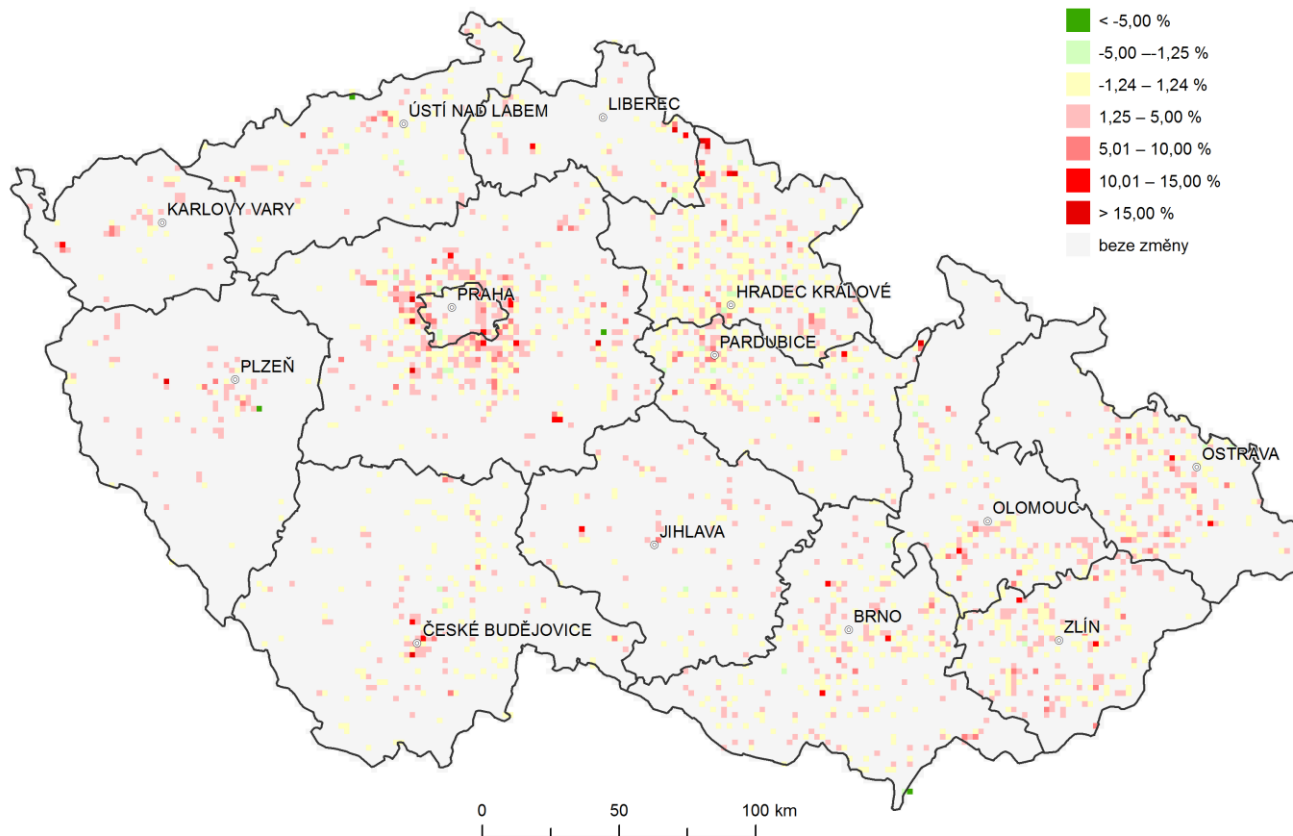 < -5,00 %
-5,00 –-1,25 %
-1,24 – 1,24 %
1,25 – 5,00 %
5,01 – 10,00 %
10,01 – 15,00 %
> 15,00 %
beze změny
ÚSTÍ NAD LABEM
LIBEREC
KARLOVY VARY
PRAHA
HRADEC KRÁLOVÉ
PARDUBICE
PLZEŇ
OSTRAVA
OLOMOUC
JIHLAVA
ČESKÉ BUDĚJOVICE
BRNO
ZLÍN
0 50 100 km